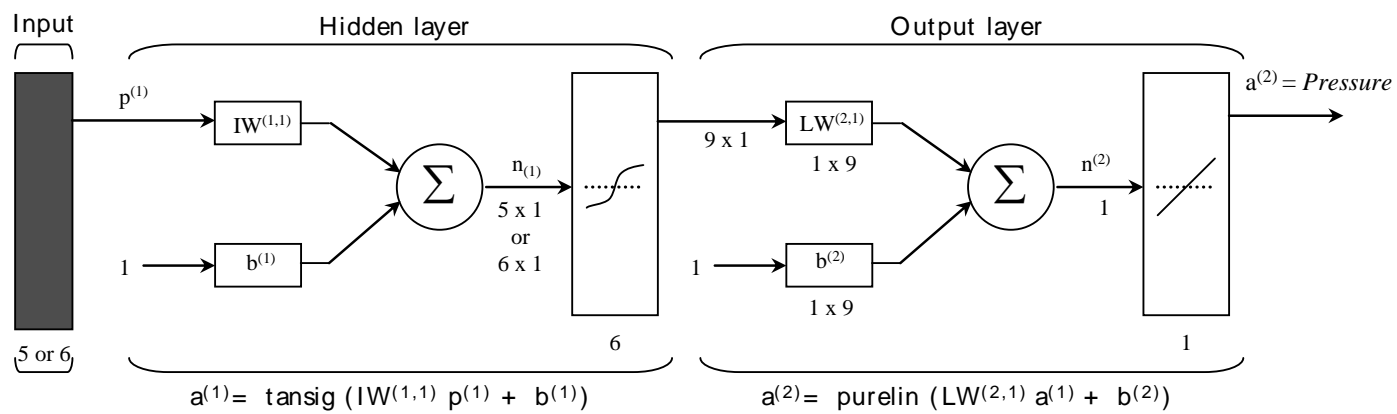 Input
Hidden layer
Output layer
p⁽¹⁾
IW⁽¹,¹⁾
Σ
n₍₁₎
5 x 1
or
6 x 1
1
b⁽¹⁾
9 x 1
LW⁽²,¹⁾
1 x 9
Σ
n⁽²⁾
1
a⁽²⁾ = Pressure
1
b⁽²⁾
1 x 9
5 or 6
6
1
a⁽¹⁾= tansig (IW⁽¹,¹⁾ p⁽¹⁾ + b⁽¹⁾)
a⁽²⁾= purelin (LW⁽²,¹⁾ a⁽¹⁾ + b⁽²⁾)